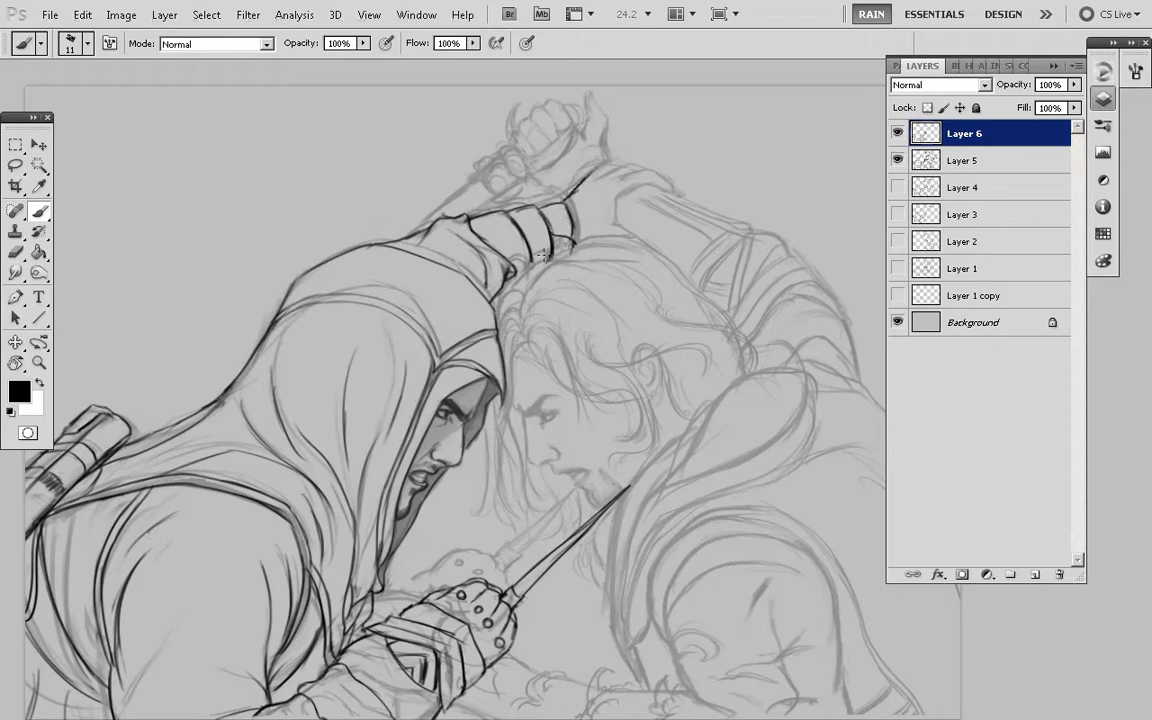 Ps File Edit Image Layer Select Filter Analysis 3D View Window Help Br Mb 24.2 RAIN ESSENTIALS DESIGN CS Live
11 Mode: Normal Opacity: 100% Flow: 100%
LAYERS
Normal Opacity: 100%
Lock: Fill: 100%
Layer 6
Layer 5
Layer 4
Layer 3
Layer 2
Layer 1
Layer 1 copy
Background